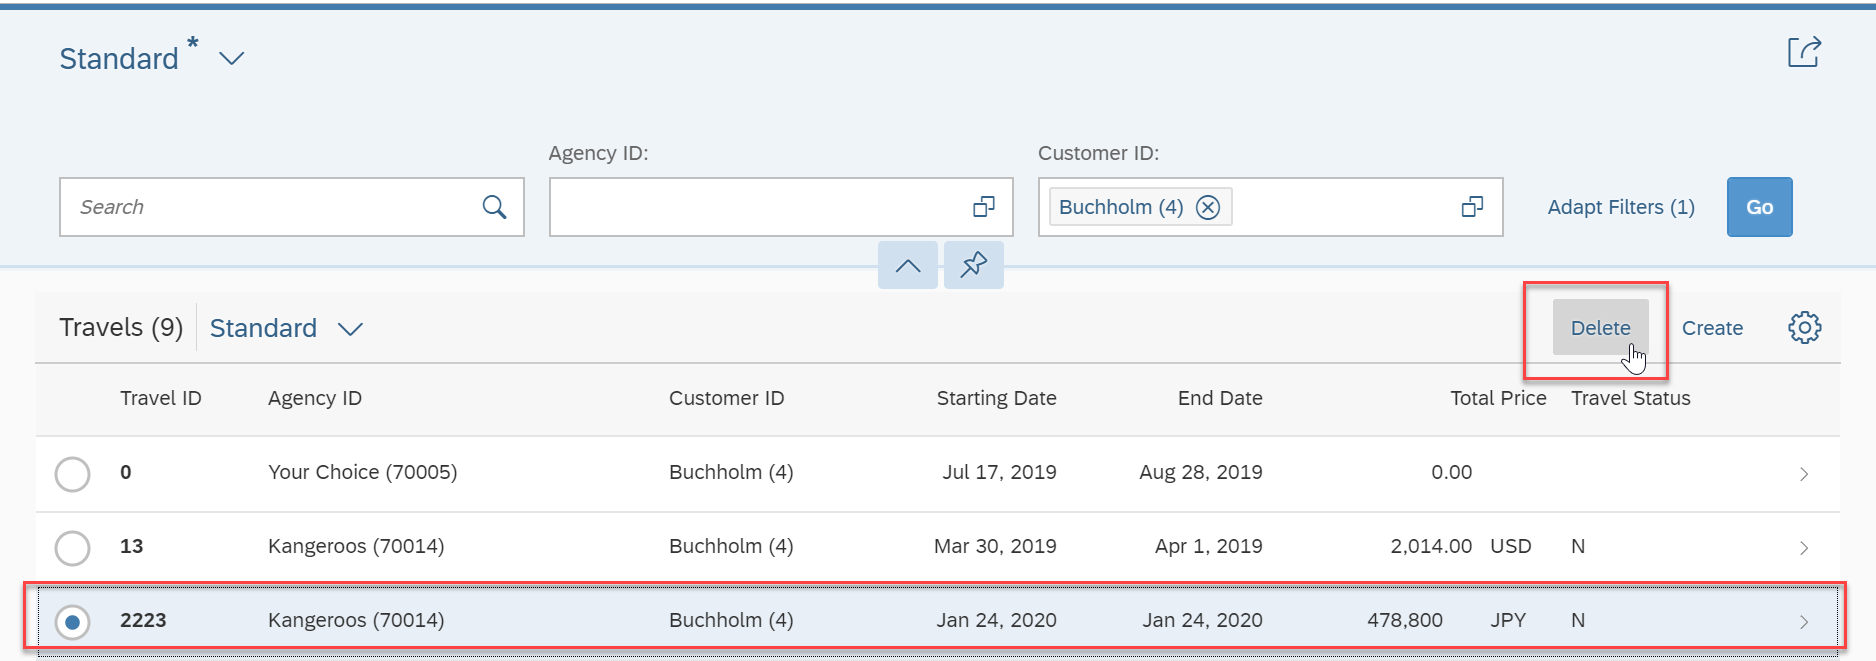 Standard *
Agency ID: Customer ID:
Search Buchholm (4) Adapt Filters (1) Go
Travels (9) Standard Delete Create
Travel ID Agency ID Customer ID Starting Date End Date Total Price Travel Status
0 Your Choice (70005) Buchholm (4) Jul 17, 2019 Aug 28, 2019 0.00
13 Kangeroos (70014) Buchholm (4) Mar 30, 2019 Apr 1, 2019 2,014.00 USD N
2223 Kangeroos (70014) Buchholm (4) Jan 24, 2020 Jan 24, 2020 478,800 JPY N